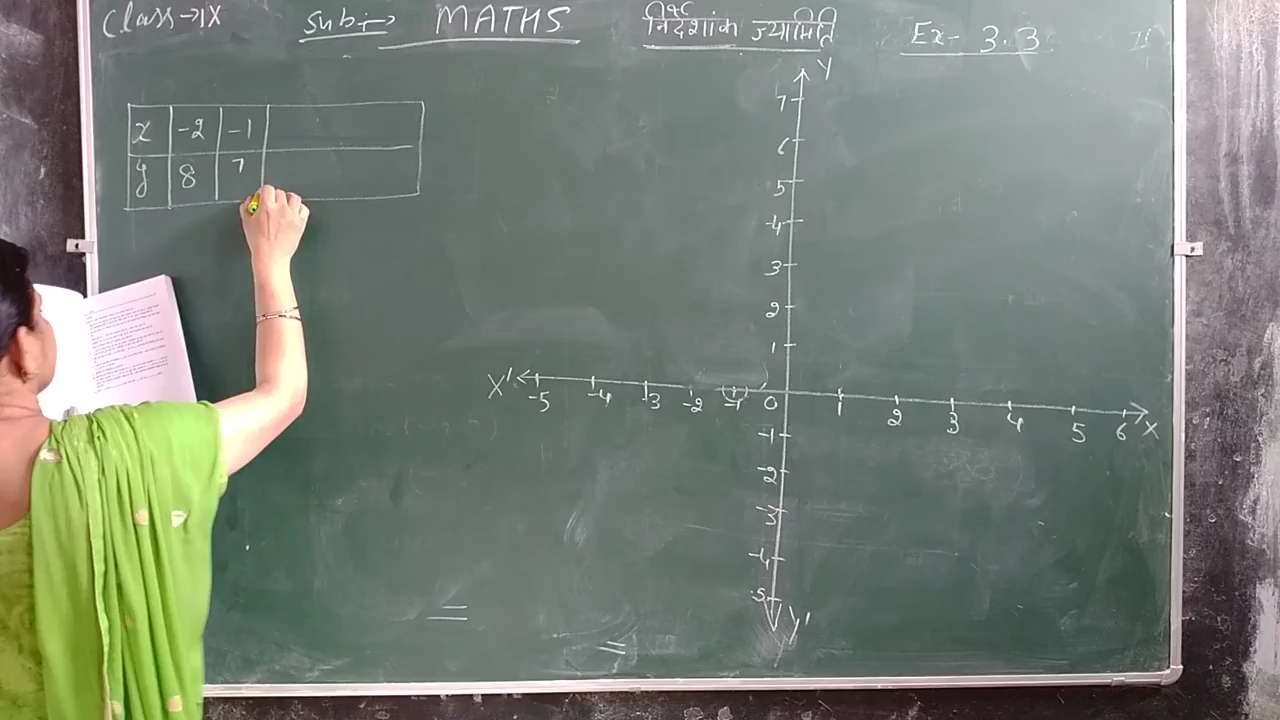 Class→IX Sub:→ MATHS निर्देशांक ज्यामिति Ex- 3.3
x -2 -1
y 8 7
Y
7
6
5
4
3
2
1
X' -5 -4 -3 -2 -1 0 1 2 3 4 5 6 X
-1
-2
-3
-4
-5
Y'